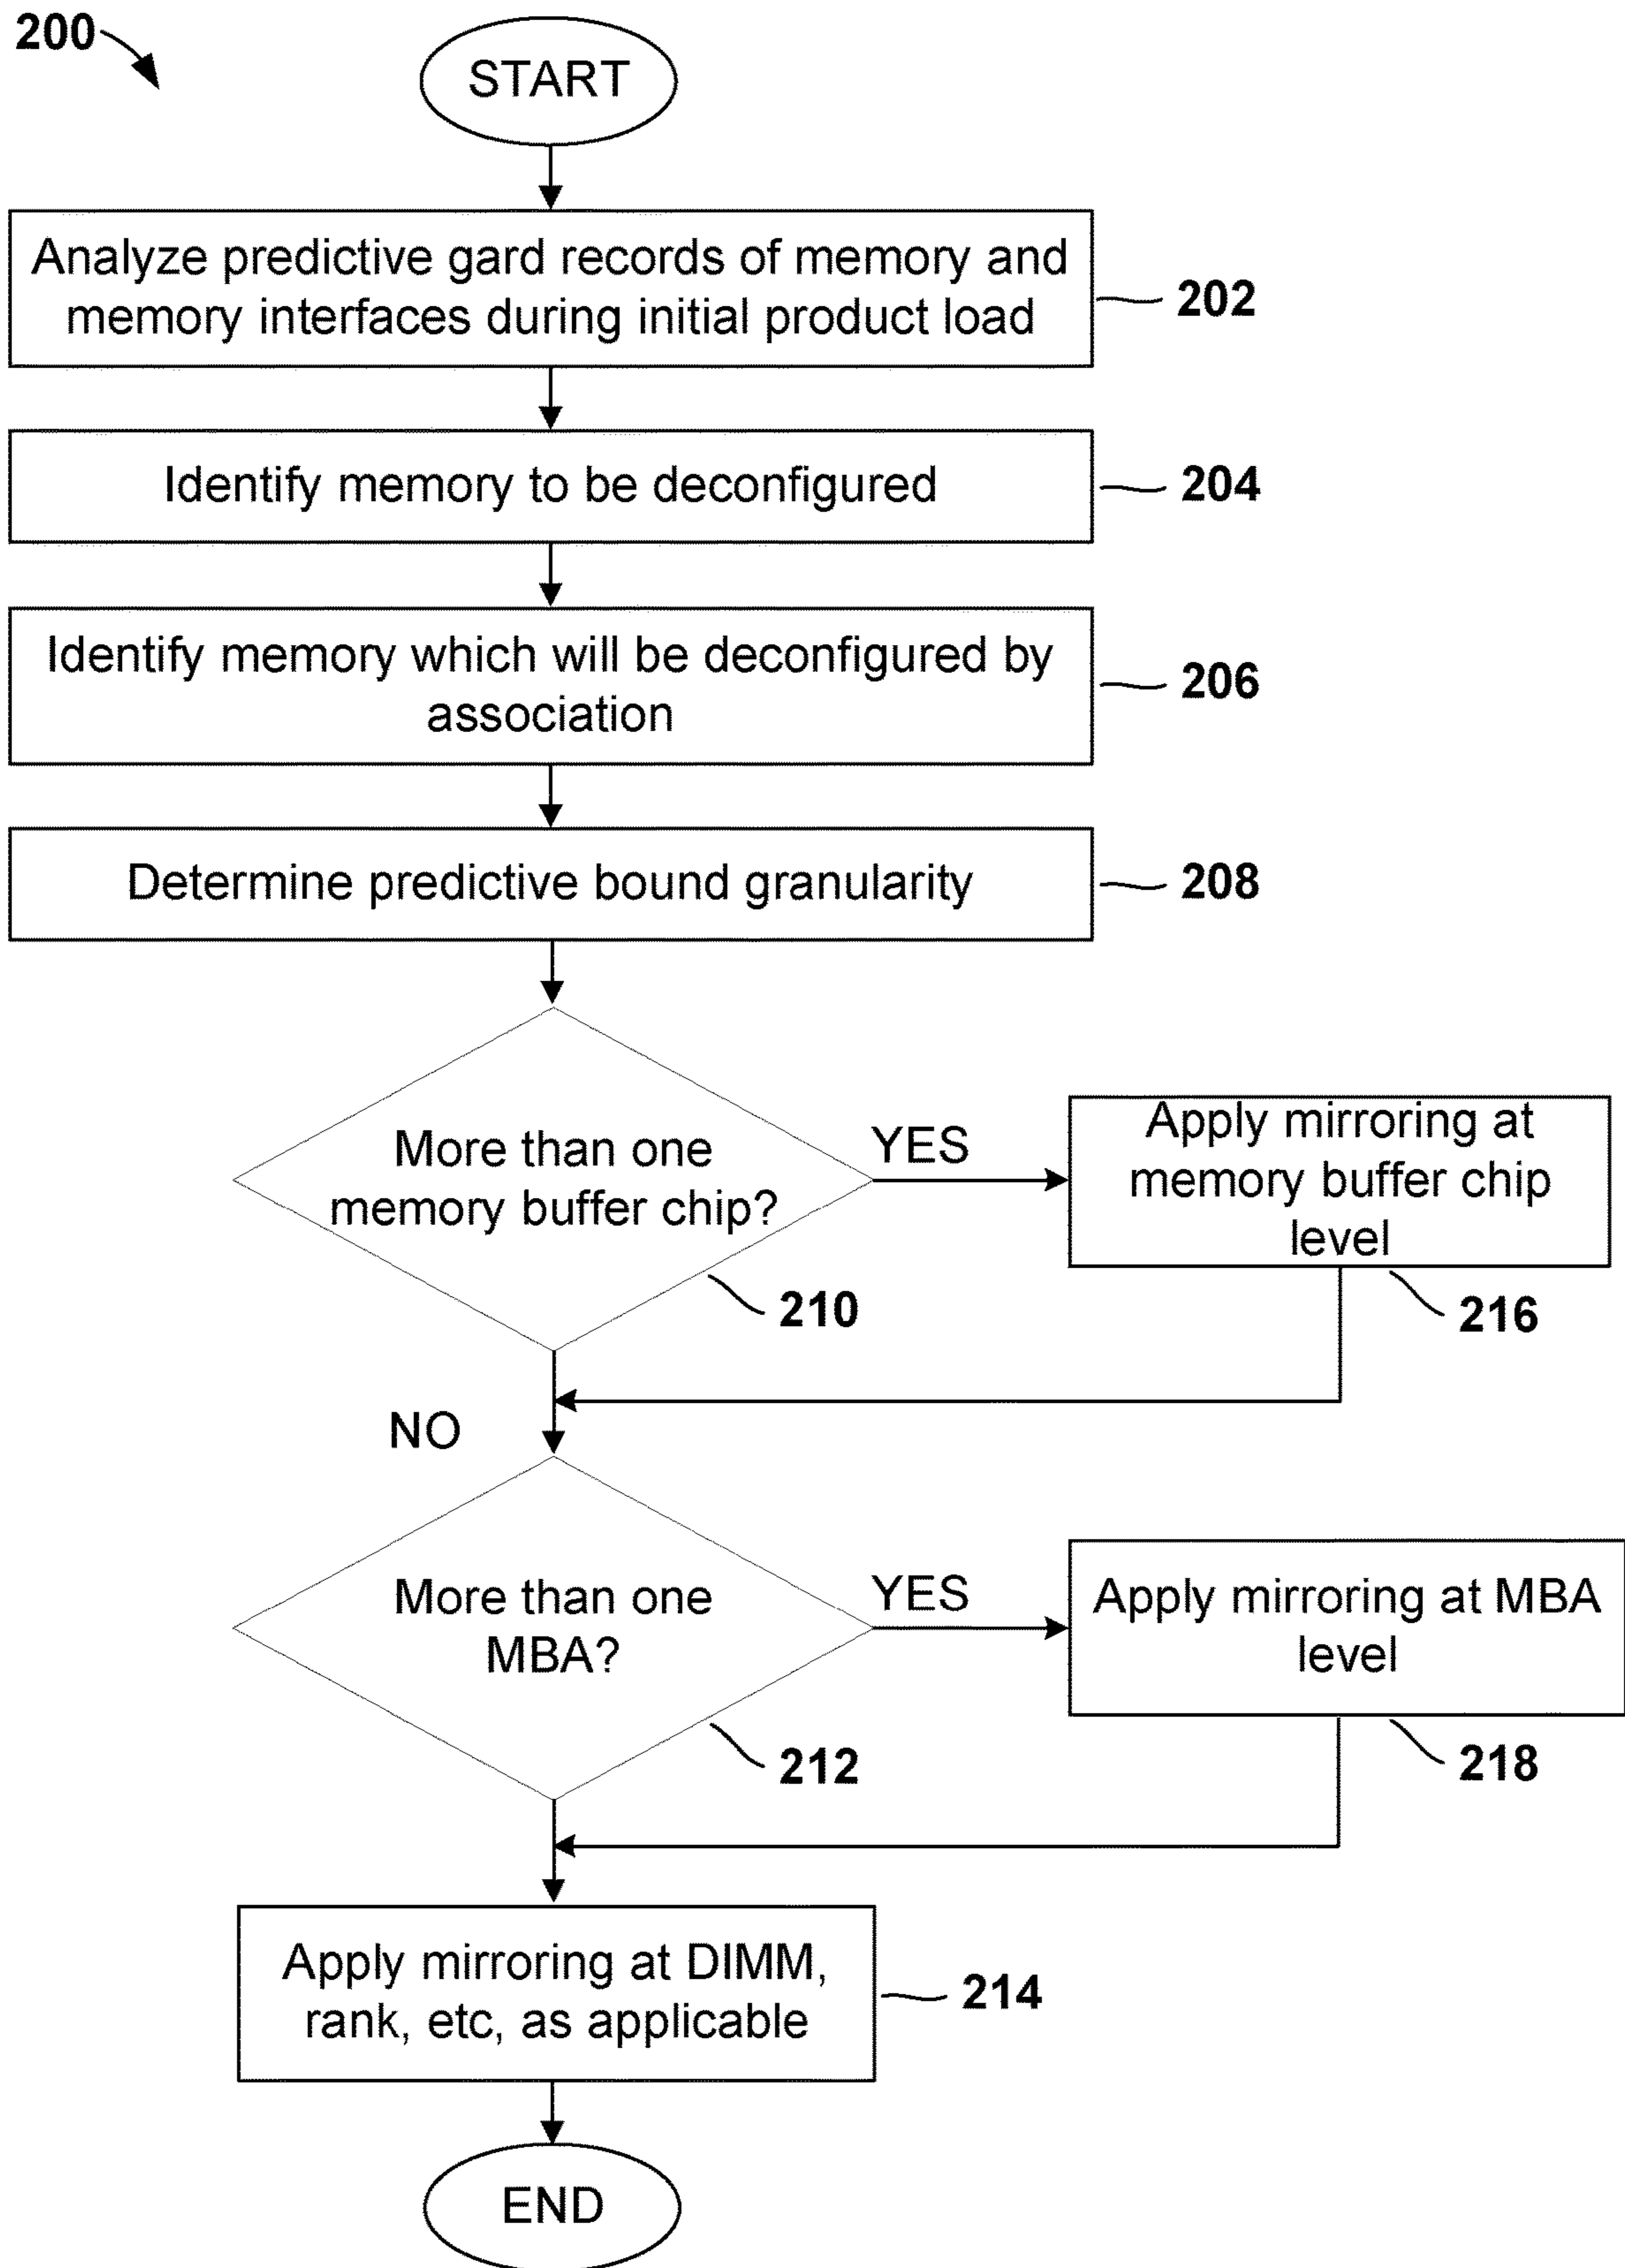 200
START
Analyze predictive gard records of memory and
memory interfaces during initial product load
202
Identify memory to be deconfigured
204
Identify memory which will be deconfigured by
association
206
Determine predictive bound granularity
208
More than one
memory buffer chip?
210
YES
Apply mirroring at
memory buffer chip
level
216
NO
More than one
MBA?
212
YES
Apply mirroring at MBA
level
218
Apply mirroring at DIMM,
rank, etc, as applicable
214
END